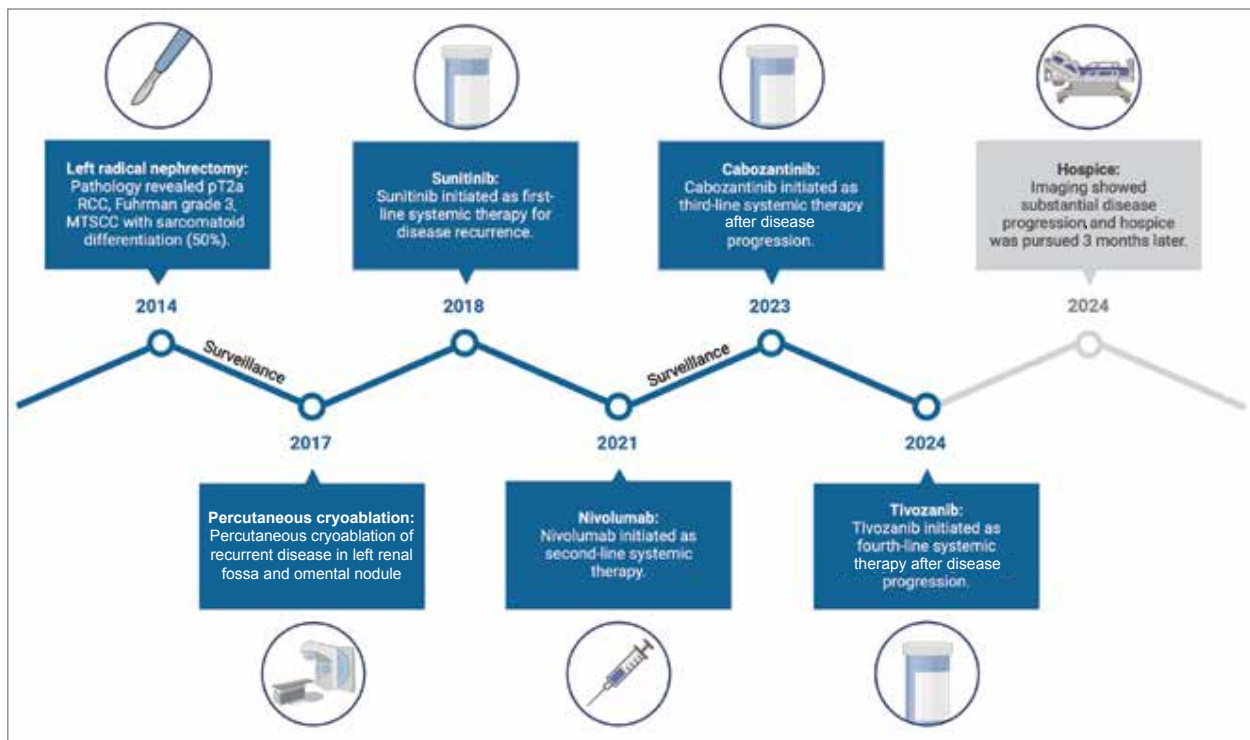 Left radical nephrectomy:
Pathology revealed pT2a
RCC, Fuhrman grade 3,
MTSCC with sarcomatoid
differentiation (50%).
Sunitinib:
Sunitinib initiated as first-
line systemic therapy for
disease recurrence.
Cabozantinib:
Cabozantinib initiated as
third-line systemic therapy
after disease
progression.
Hospice:
Imaging showed
substantial disease
progression, and hospice
was pursued 3 months later.
2014
2018
2023
2024
Surveillance
Surveillance
2017
2021
2024
Percutaneous cryoablation:
Percutaneous cryoablation of
recurrent disease in left renal
fossa and omental nodule
Nivolumab:
Nivolumab initiated as
second-line systemic
therapy.
Tivozanib:
Tivozanib initiated as
fourth-line systemic
therapy after disease
progression.